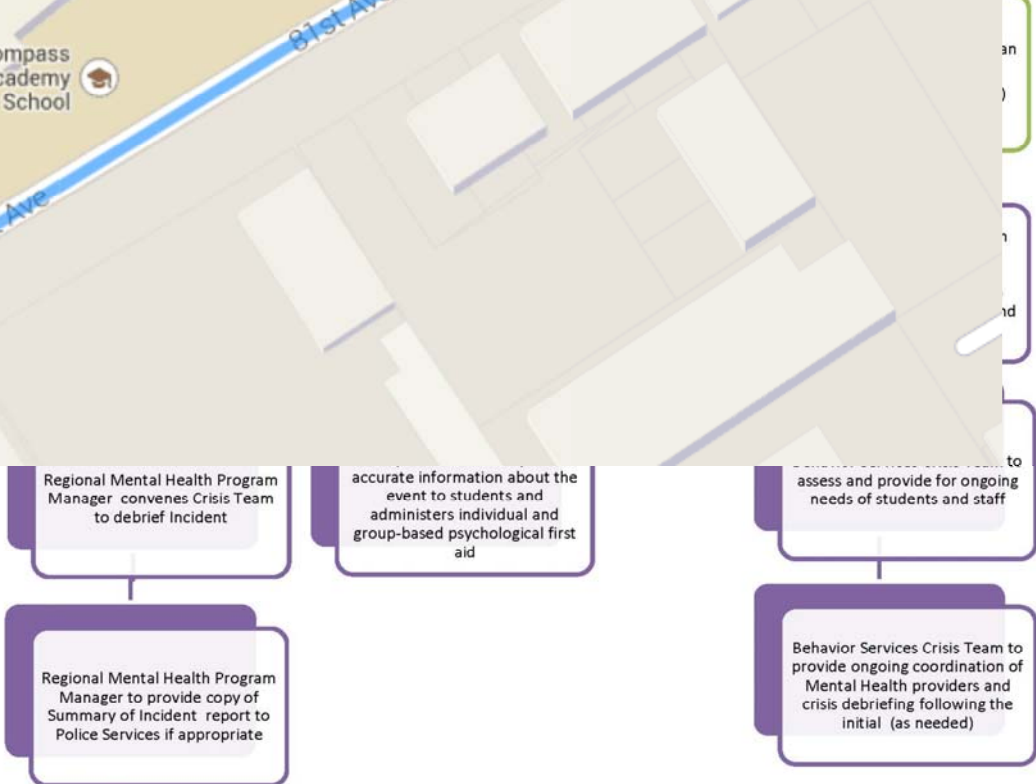 81st
Academy
School
Ave
an
)
nd
Regional Mental Health Program
Manager convenes Crisis Team
to debrief Incident
accurate information about the
event to students and
administers individual and
group-based psychological first
aid
to
assess and provide for ongoing
needs of students and staff
Regional Mental Health Program
Manager to provide copy of
Summary of Incident report to
Police Services if appropriate
Behavior Services Crisis Team to
provide ongoing coordination of
Mental Health providers and
crisis debriefing following the
initial (as needed)